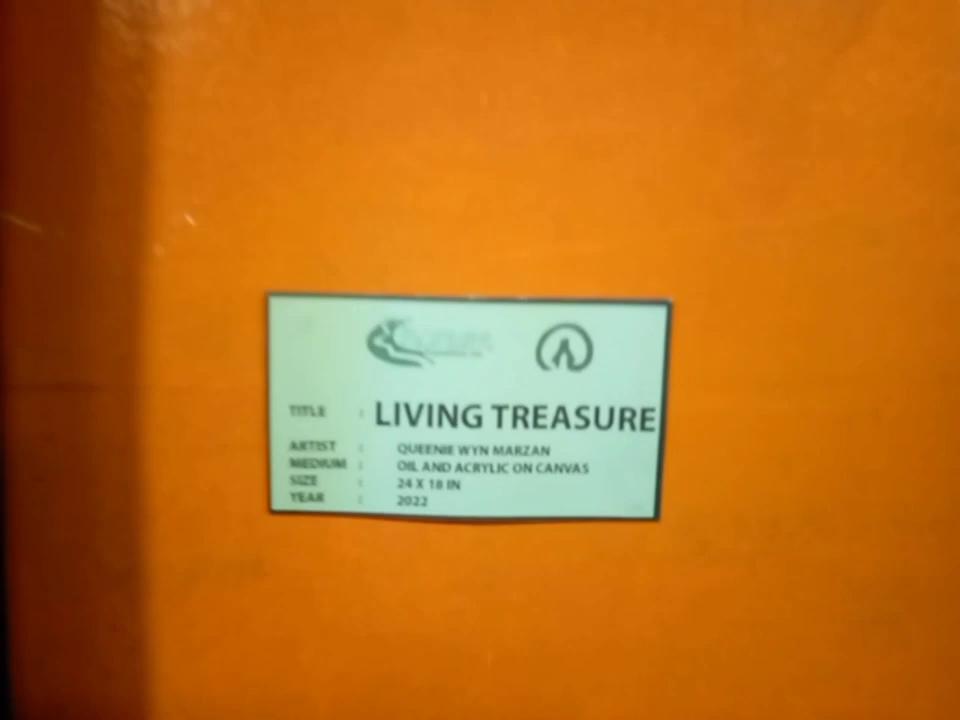 TITLE : LIVING TREASURE
ARTIST : QUEENIE WYN MARZAN
MEDIUM : OIL AND ACRYLIC ON CANVAS
SIZE : 24 X 18 IN
YEAR : 2022